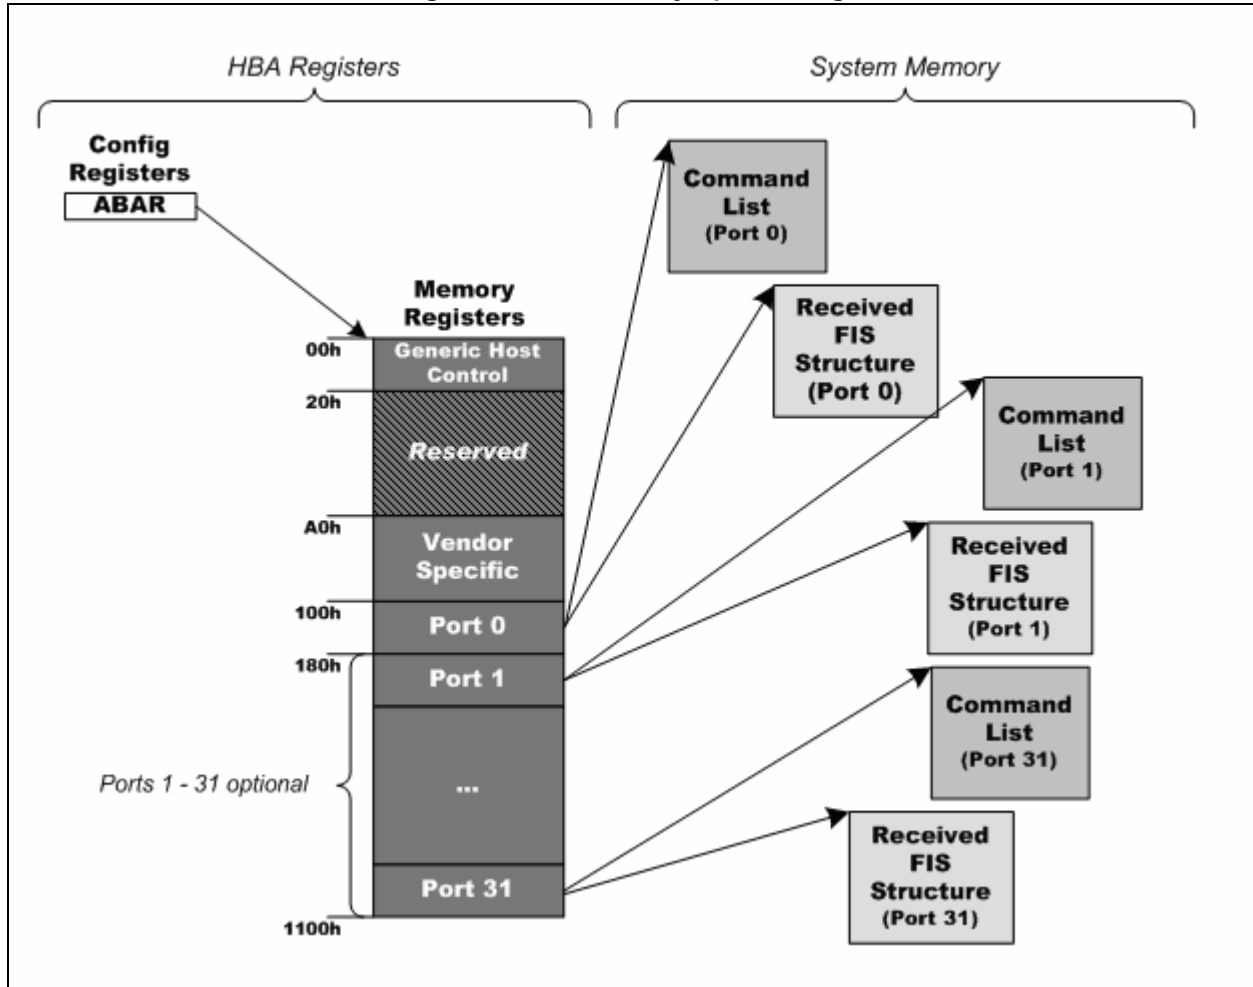 HBA Registers
System Memory
Config
Registers
ABAR
Memory
Registers
00h
Generic Host
Control
20h
Reserved
A0h
Vendor
Specific
100h
Port 0
180h
Port 1
Ports 1 - 31 optional
...
Port 31
1100h
Command
List
(Port 0)
Received
FIS
Structure
(Port 0)
Command
List
(Port 1)
Received
FIS
Structure
(Port 1)
Command
List
(Port 31)
Received
FIS
Structure
(Port 31)